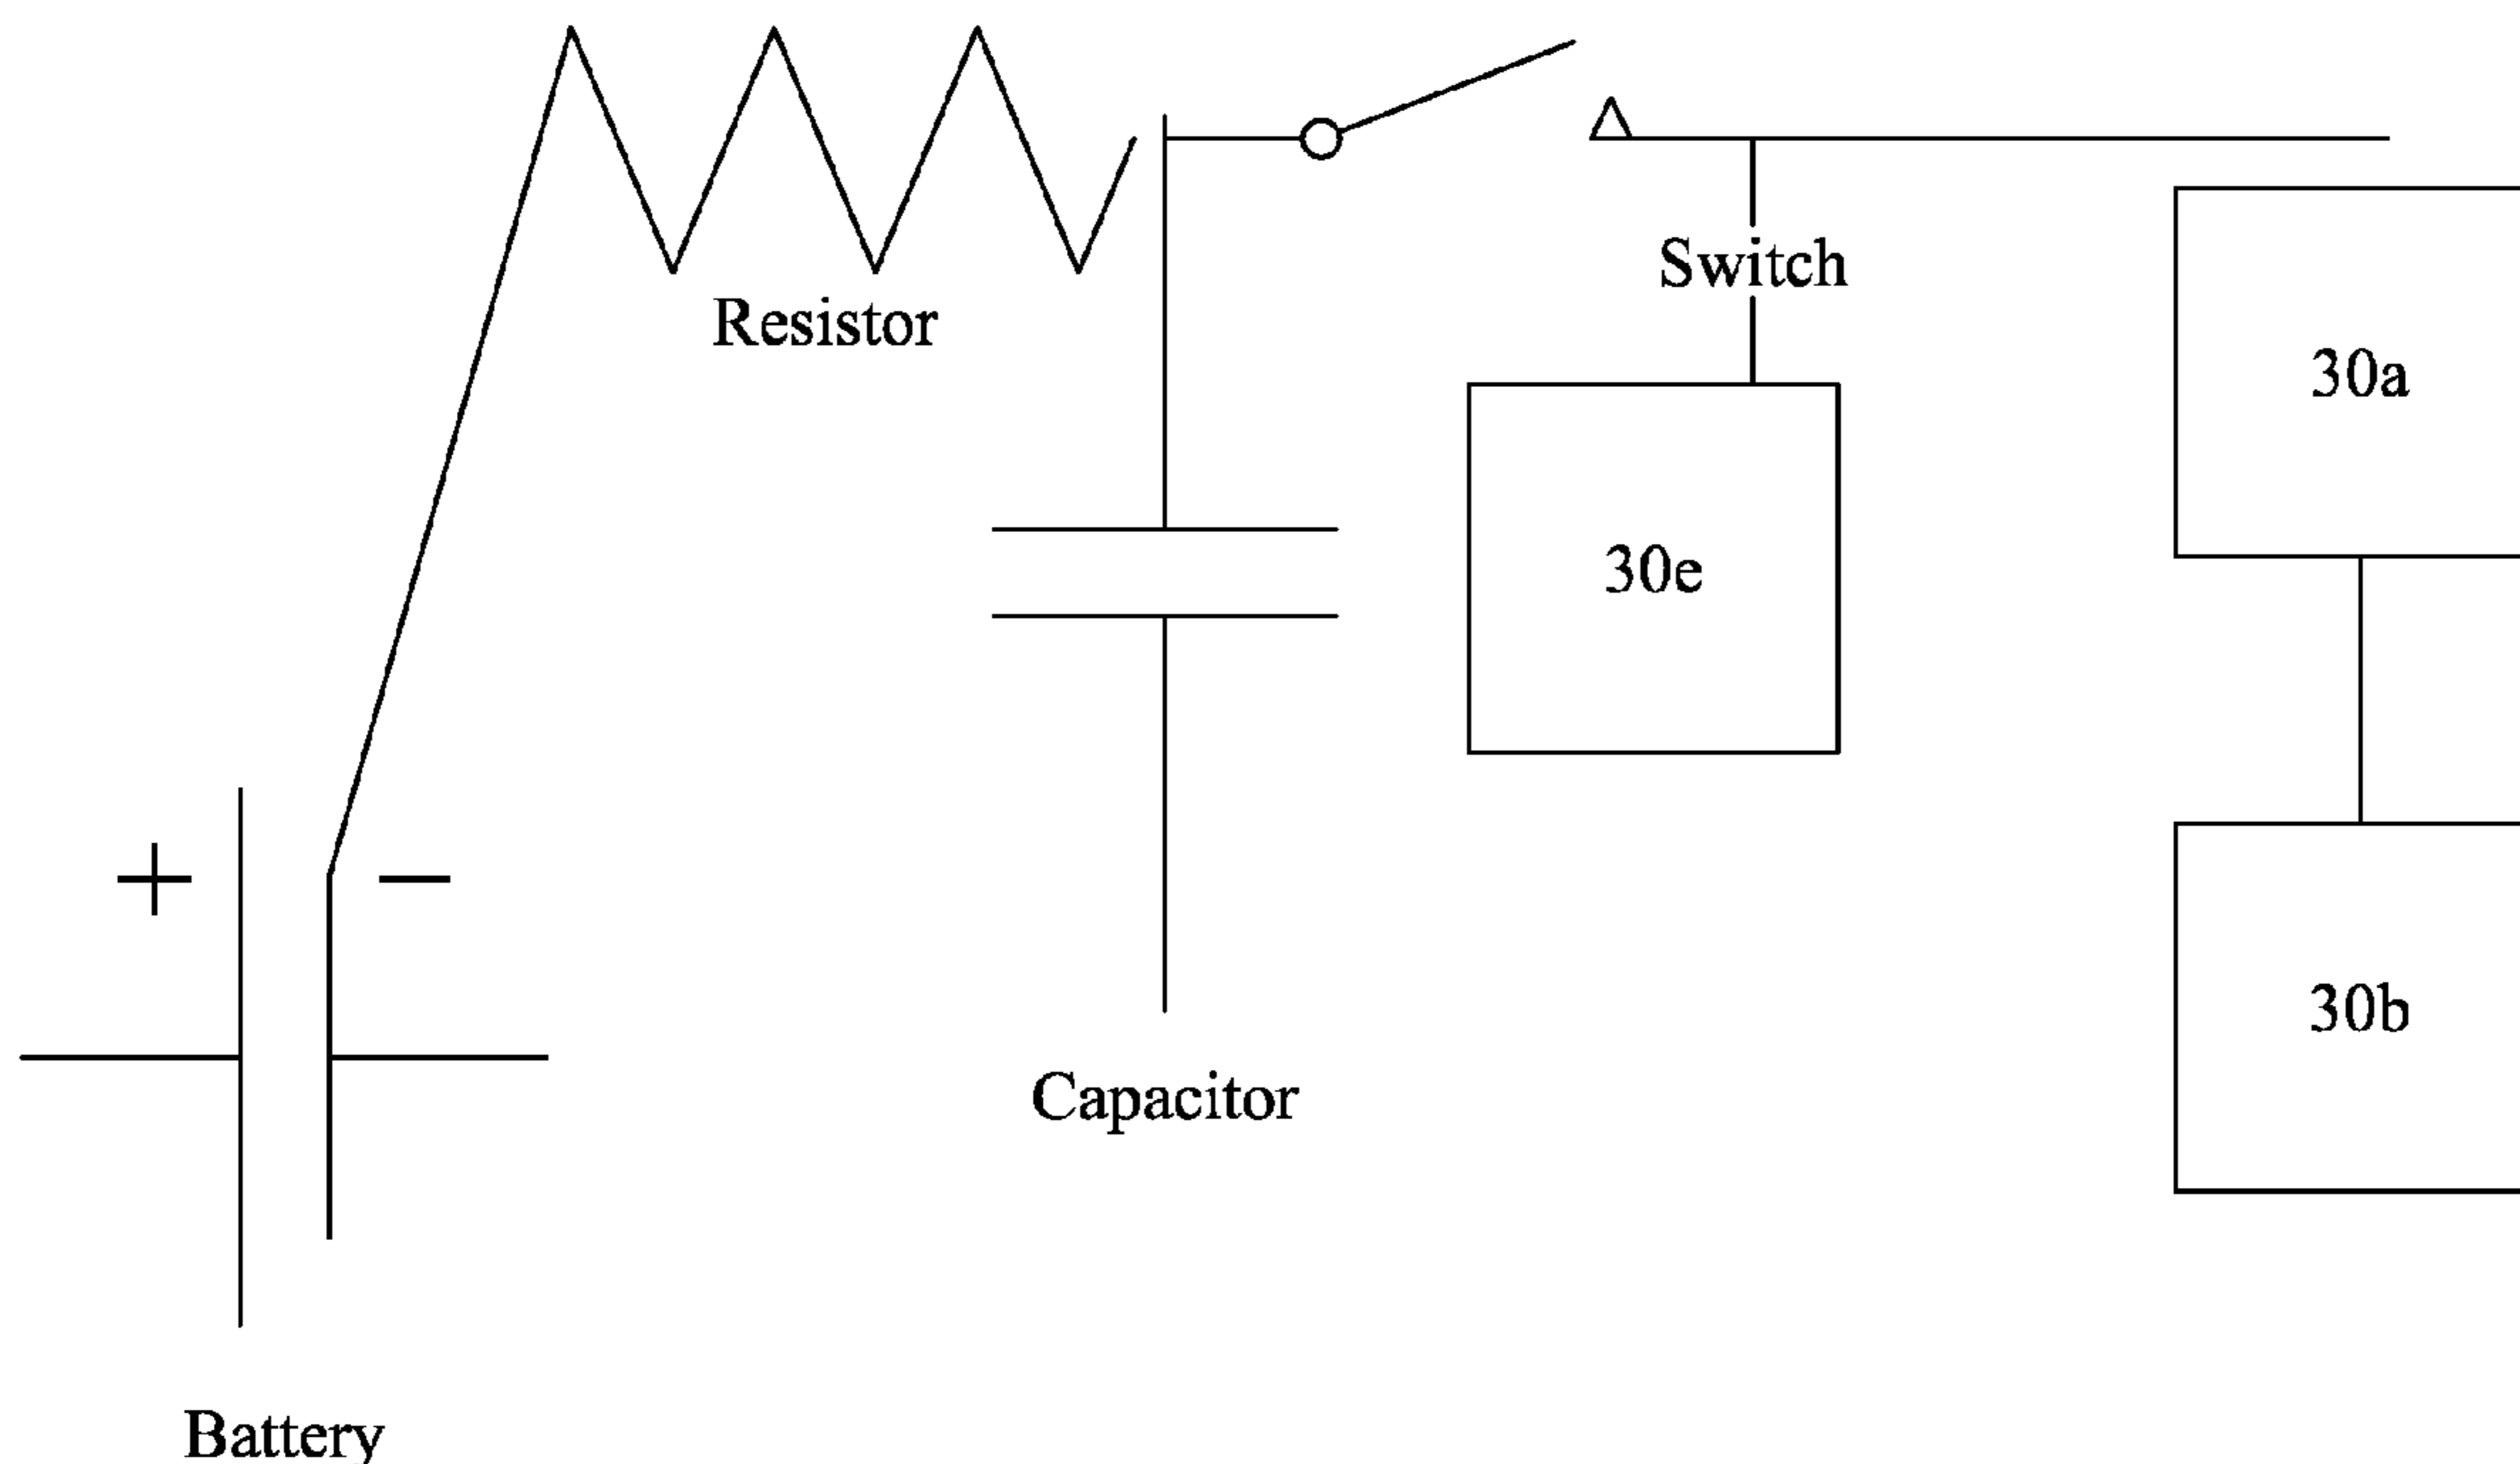 Switch
Resistor
30a
30e
+ −
30b
Capacitor
Battery